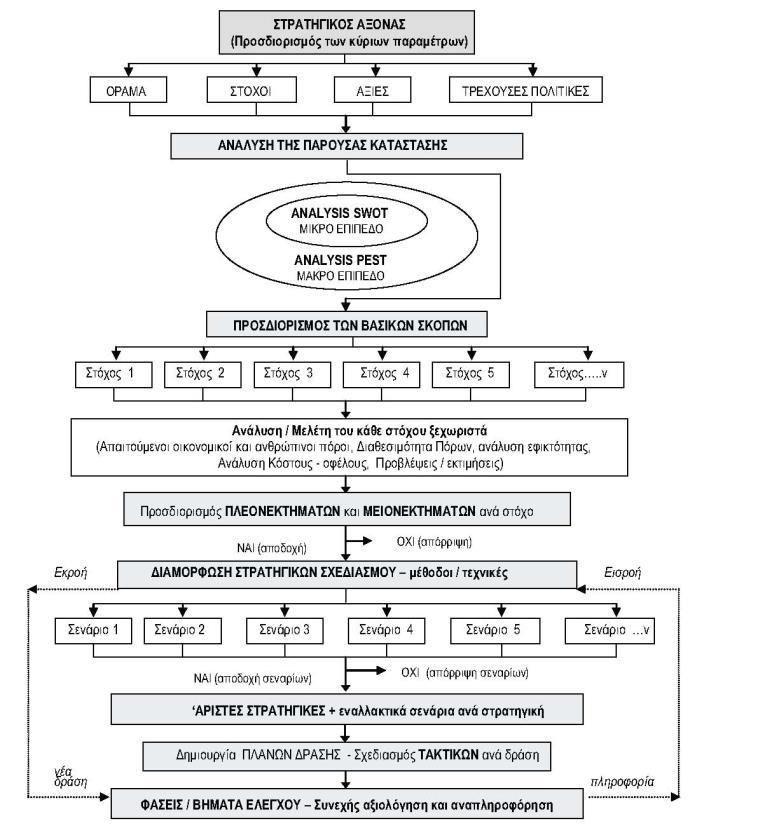 ΣΤΡΑΤΗΓΙΚΟΣ ΑΞΟΝΑΣ
(Προσδιορισμός των κύριων παραμέτρων)
ΟΡΑΜΑ ΣΤΟΧΟΙ ΑΞΙΕΣ ΤΡΕΧΟΥΣΕΣ ΠΟΛΙΤΙΚΕΣ
ΑΝΑΛΥΣΗ ΤΗΣ ΠΑΡΟΥΣΑΣ ΚΑΤΑΣΤΑΣΗΣ
ANALYSIS SWOT
ΜΙΚΡΟ ΕΠΙΠΕΔΟ
ANALYSIS PEST
ΜΑΚΡΟ ΕΠΙΠΕΔΟ
ΠΡΟΣΔΙΟΡΙΣΜΟΣ ΤΩΝ ΒΑΣΙΚΩΝ ΣΚΟΠΩΝ
Στόχος 1 Στόχος 2 Στόχος 3 Στόχος 4 Στόχος 5 Στόχος.....ν
Ανάλυση / Μελέτη του κάθε στόχου ξεχωριστά
(Απαιτούμενοι οικονομικοί και ανθρώπινοι πόροι, Διαθεσιμότητα Πόρων, ανάλυση εφικτότητας,
Ανάλυση Κόστους - οφέλους, Προβλέψεις / εκτιμήσεις)
Προσδιορισμός ΠΛΕΟΝΕΚΤΗΜΑΤΩΝ και ΜΕΙΟΝΕΚΤΗΜΑΤΩΝ ανά στόχο
ΝΑΙ (αποδοχή) ΟΧΙ (απόρριψη)
Εκροή Εισροή
ΔΙΑΜΟΡΦΩΣΗ ΣΤΡΑΤΗΓΙΚΩΝ ΣΧΕΔΙΑΣΜΟΥ – μέθοδοι / τεχνικές
Σενάριο 1 Σενάριο 2 Σενάριο 3 Σενάριο 4 Σενάριο 5 Σενάριο ...ν
ΝΑΙ (αποδοχή σεναρίων) ΟΧΙ (απόρριψη σεναρίων)
‘ΑΡΙΣΤΕΣ ΣΤΡΑΤΗΓΙΚΕΣ + εναλλακτικά σενάρια ανά στρατηγική
Δημιουργία ΠΛΑΝΩΝ ΔΡΑΣΗΣ - Σχεδιασμός ΤΑΚΤΙΚΩΝ ανά δράση
νέα
δράση πληροφορία
ΦΑΣΕΙΣ / ΒΗΜΑΤΑ ΕΛΕΓΧΟΥ – Συνεχής αξιολόγηση και αναπληροφόρηση